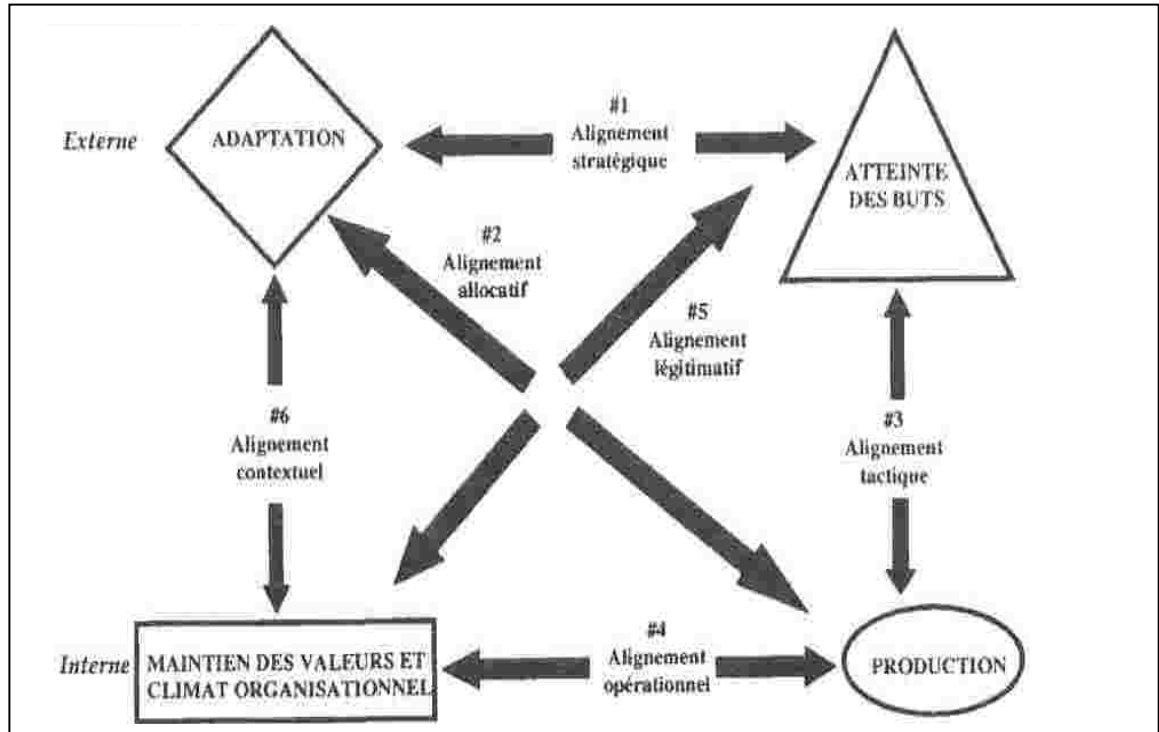 #1
Alignement
stratégique
Externe
ADAPTATION
ATTEINTE
DES BUTS
#2
Alignement
allocatif
#5
Alignement
légitimatif
#6
Alignement
contextuel
#3
Alignement
tactique
Interne
MAINTIEN DES VALEURS ET
CLIMAT ORGANISATIONNEL
#4
Alignement
opérationnel
PRODUCTION